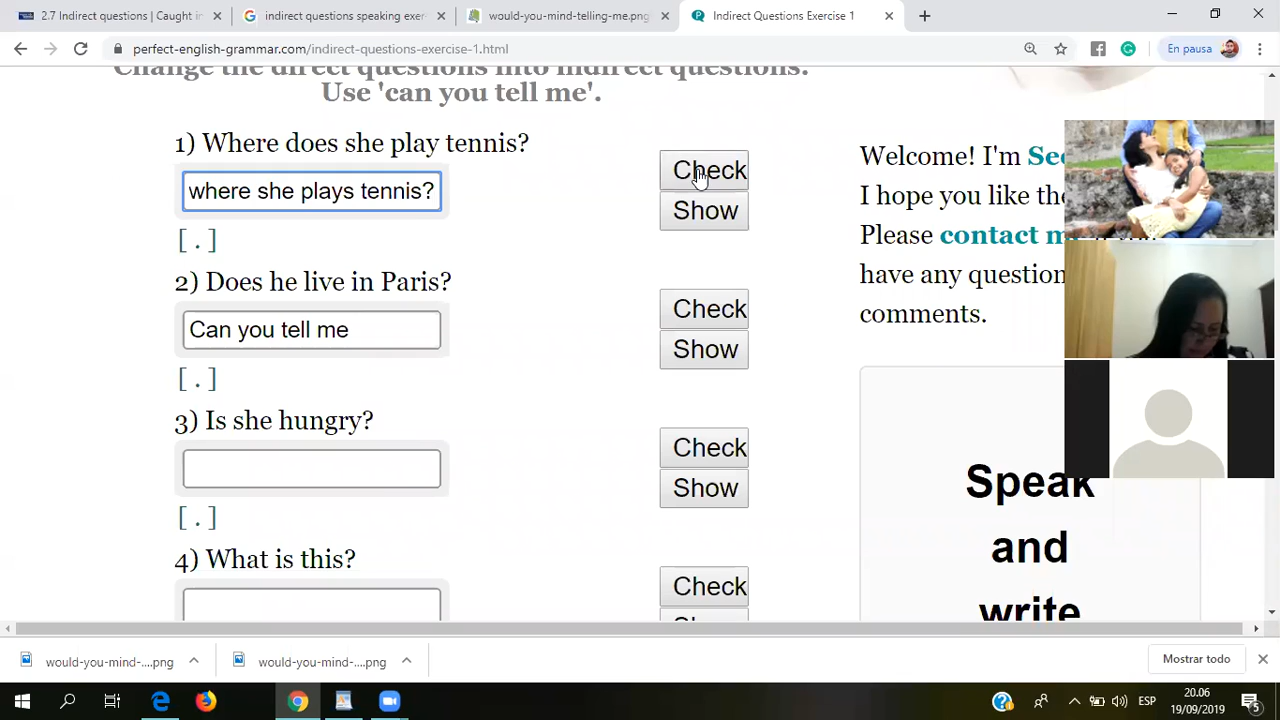 2.7 Indirect questions | Caught in
indirect questions speaking exer
would-you-mind-telling-me.png
Indirect Questions Exercise 1
perfect-english-grammar.com/indirect-questions-exercise-1.html
En pausa
Change the direct questions into indirect questions.
Use 'can you tell me'.
1) Where does she play tennis?
where she plays tennis?
[ . ]
Check
Show
2) Does he live in Paris?
Can you tell me
[ . ]
Check
Show
3) Is she hungry?
[ . ]
Check
Show
4) What is this?
Check
Welcome! I'm
I hope you like
Please contact
have any question
comments.
Speak
and
write
would-you-mind-....png
would-you-mind-....png
Mostrar todo
ESP
20.06
19/09/2019
5